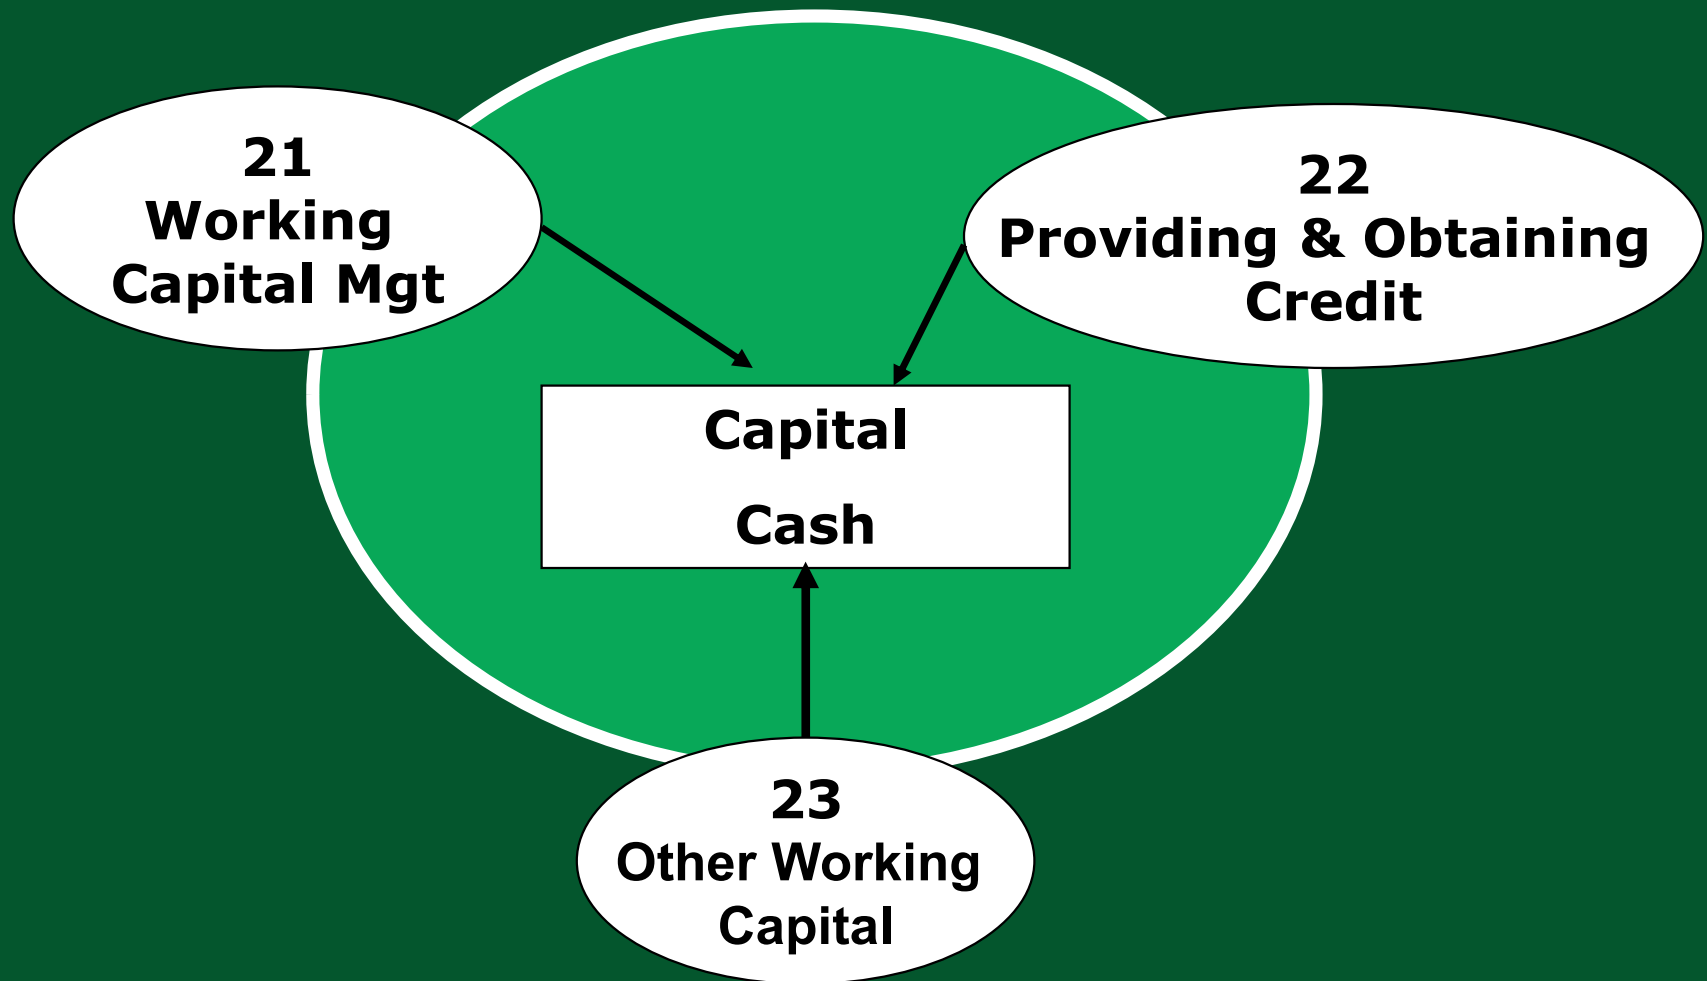 21
Working
Capital Mgt
22
Providing & Obtaining
Credit
Capital
Cash
23
Other Working
Capital